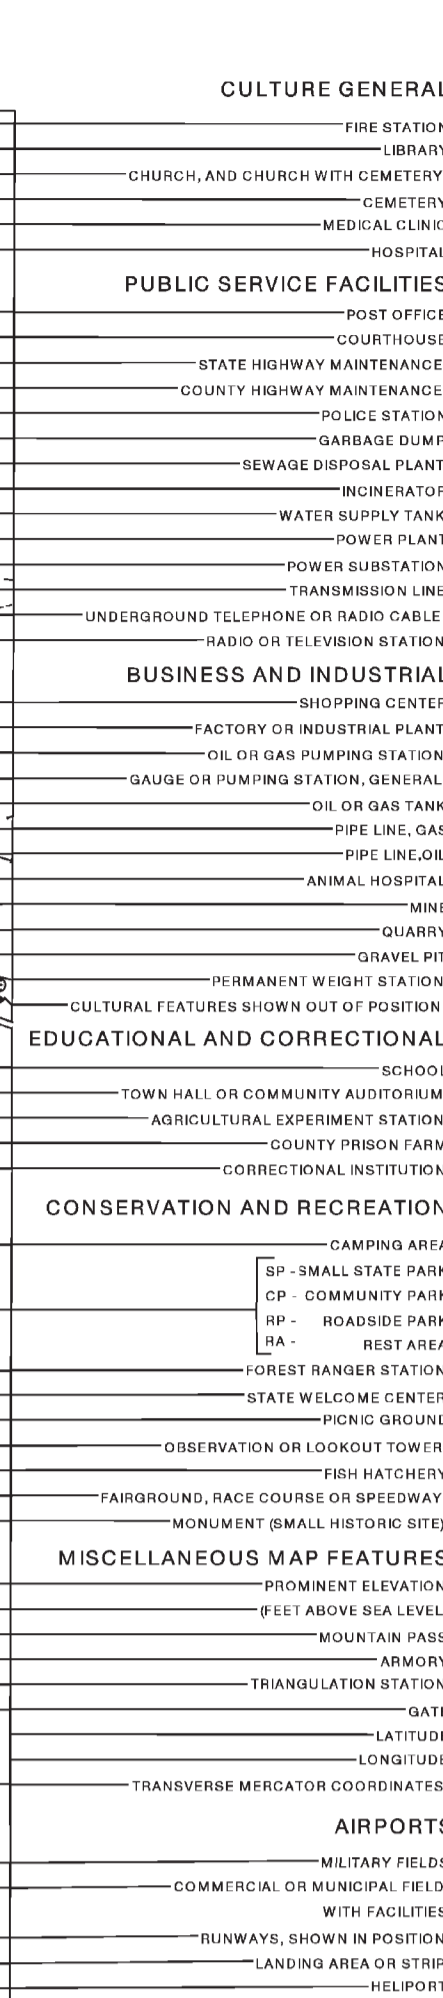 CULTURE GENERAL
FIRE STATION
LIBRARY
CHURCH, AND CHURCH WITH CEMETERY
CEMETERY
MEDICAL CLINIC
HOSPITAL
PUBLIC SERVICE FACILITIES
POST OFFICE
COURTHOUSE
STATE HIGHWAY MAINTENANCE
COUNTY HIGHWAY MAINTENANCE
POLICE STATION
GARBAGE DUMP
SEWAGE DISPOSAL PLANT
INCINERATOR
WATER SUPPLY TANK
POWER PLANT
POWER SUBSTATION
TRANSMISSION LINE
UNDERGROUND TELEPHONE OR RADIO CABLE
RADIO OR TELEVISION STATION
BUSINESS AND INDUSTRIAL
SHOPPING CENTER
FACTORY OR INDUSTRIAL PLANT
OIL OR GAS PUMPING STATION
GAUGE OR PUMPING STATION, GENERAL
OIL OR GAS TANK
PIPE LINE, GAS
PIPE LINE,OIL
ANIMAL HOSPITAL
MINE
QUARRY
GRAVEL PIT
PERMANENT WEIGHT STATION
CULTURAL FEATURES SHOWN OUT OF POSITION
EDUCATIONAL AND CORRECTIONAL
SCHOOL
TOWN HALL OR COMMUNITY AUDITORIUM
AGRICULTURAL EXPERIMENT STATION
COUNTY PRISON FARM
CORRECTIONAL INSTITUTION
CONSERVATION AND RECREATION
CAMPING AREA
SP - SMALL STATE PARK
CP - COMMUNITY PARK
RP - ROADSIDE PARK
RA - REST AREA
FOREST RANGER STATION
STATE WELCOME CENTER
PICNIC GROUND
OBSERVATION OR LOOKOUT TOWER
FISH HATCHERY
FAIRGROUND, RACE COURSE OR SPEEDWAY
MONUMENT (SMALL HISTORIC SITE)
MISCELLANEOUS MAP FEATURES
PROMINENT ELEVATION
(FEET ABOVE SEA LEVEL
MOUNTAIN PASS
ARMORY
TRIANGULATION STATION
GATE
LATITUDE
LONGITUDE
TRANSVERSE MERCATOR COORDINATES
AIRPORTS
MILITARY FIELDS
COMMERCIAL OR MUNICIPAL FIELD
WITH FACILITIES
RUNWAYS, SHOWN IN POSITION
LANDING AREA OR STRIP
HELIPORT